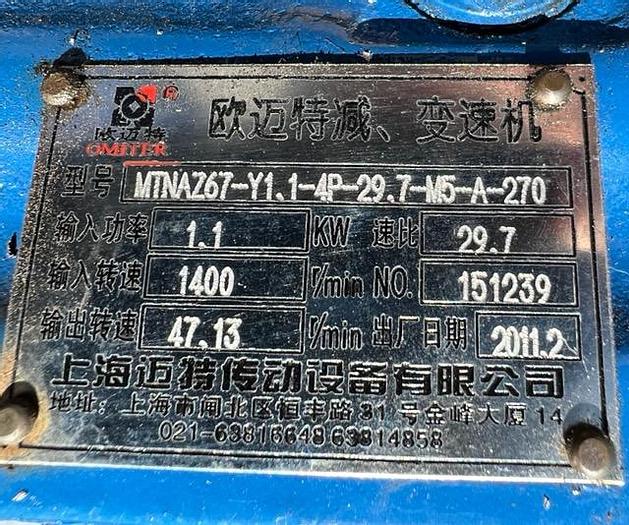 欧迈特® 欧迈特减、变速机
OMITER
型号 MTNAZ67-Y1.1-4P-29.7-M5-A-270
输入功率 1.1 KW 速比 29.7
输入转速 1400 r/min NO. 151239
输出转速 47.13 r/min 出厂日期 2011.2
上海迈特传动设备有限公司
地址: 上海市闸北区恒丰路31号金峰大厦14
021-63816648 63814858